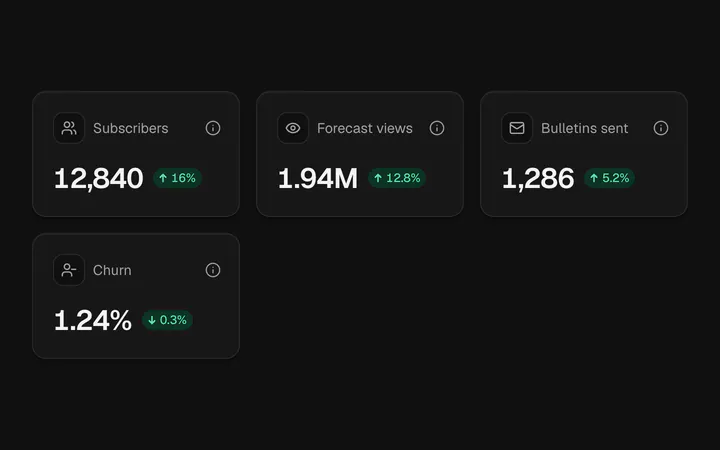 Subscribers
12,840 ↑ 16%
Forecast views
1.94M ↑ 12.8%
Bulletins sent
1,286 ↑ 5.2%
Churn
1.24% ↓ 0.3%